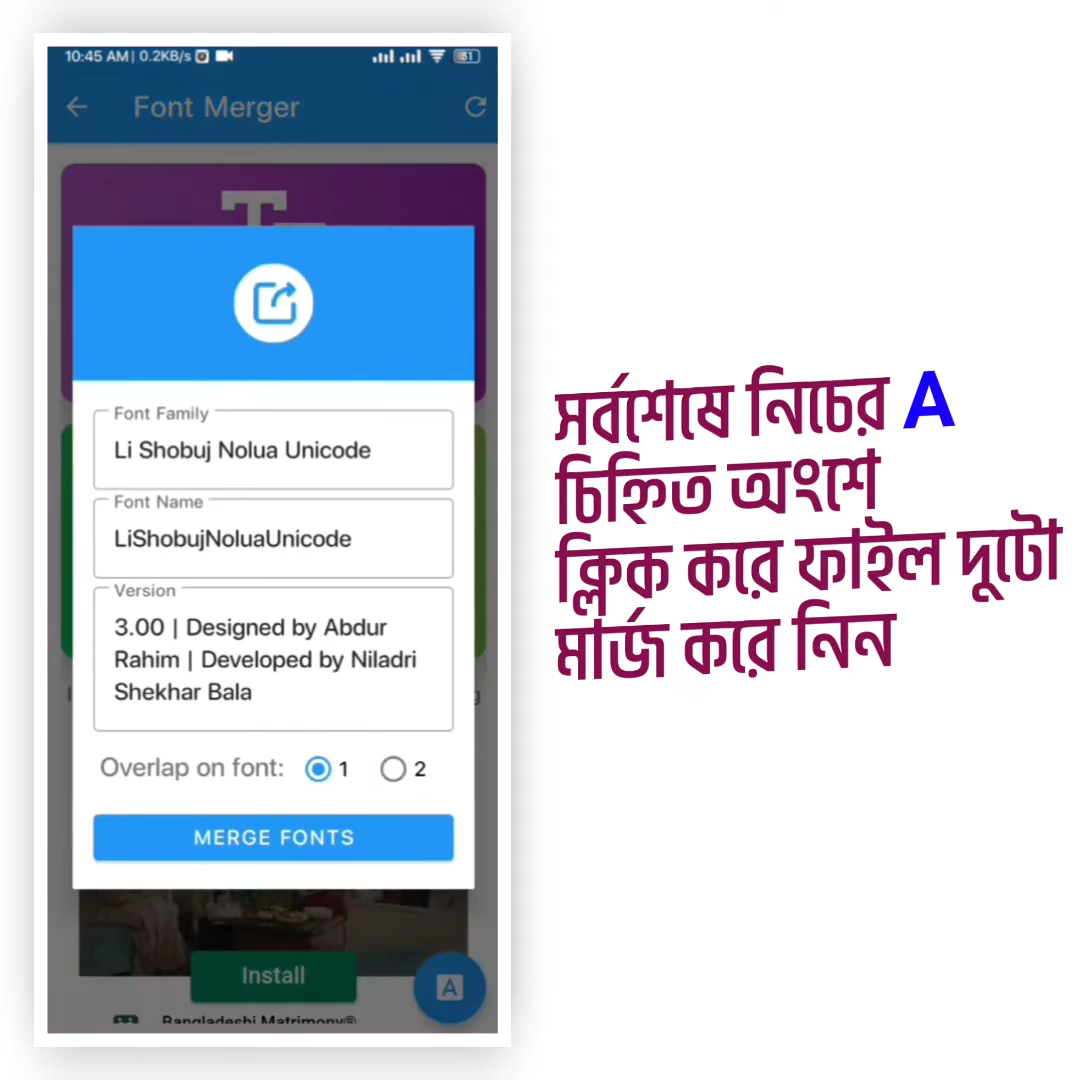 10:45 AM | 0.2KB/s
Font Merger
Font Family
Li Shobuj Nolua Unicode
Font Name
LiShobujNoluaUnicode
Version
3.00 | Designed by Abdur
Rahim | Developed by Niladri
Shekhar Bala
Overlap on font: 1 2
MERGE FONTS
Install
A
Bangladeshi Matrimony®
সর্বশেষে নিচের A
চিহ্নিত অংশে
ক্লিক করে ফাইল দুটো
মার্জ করে নিন